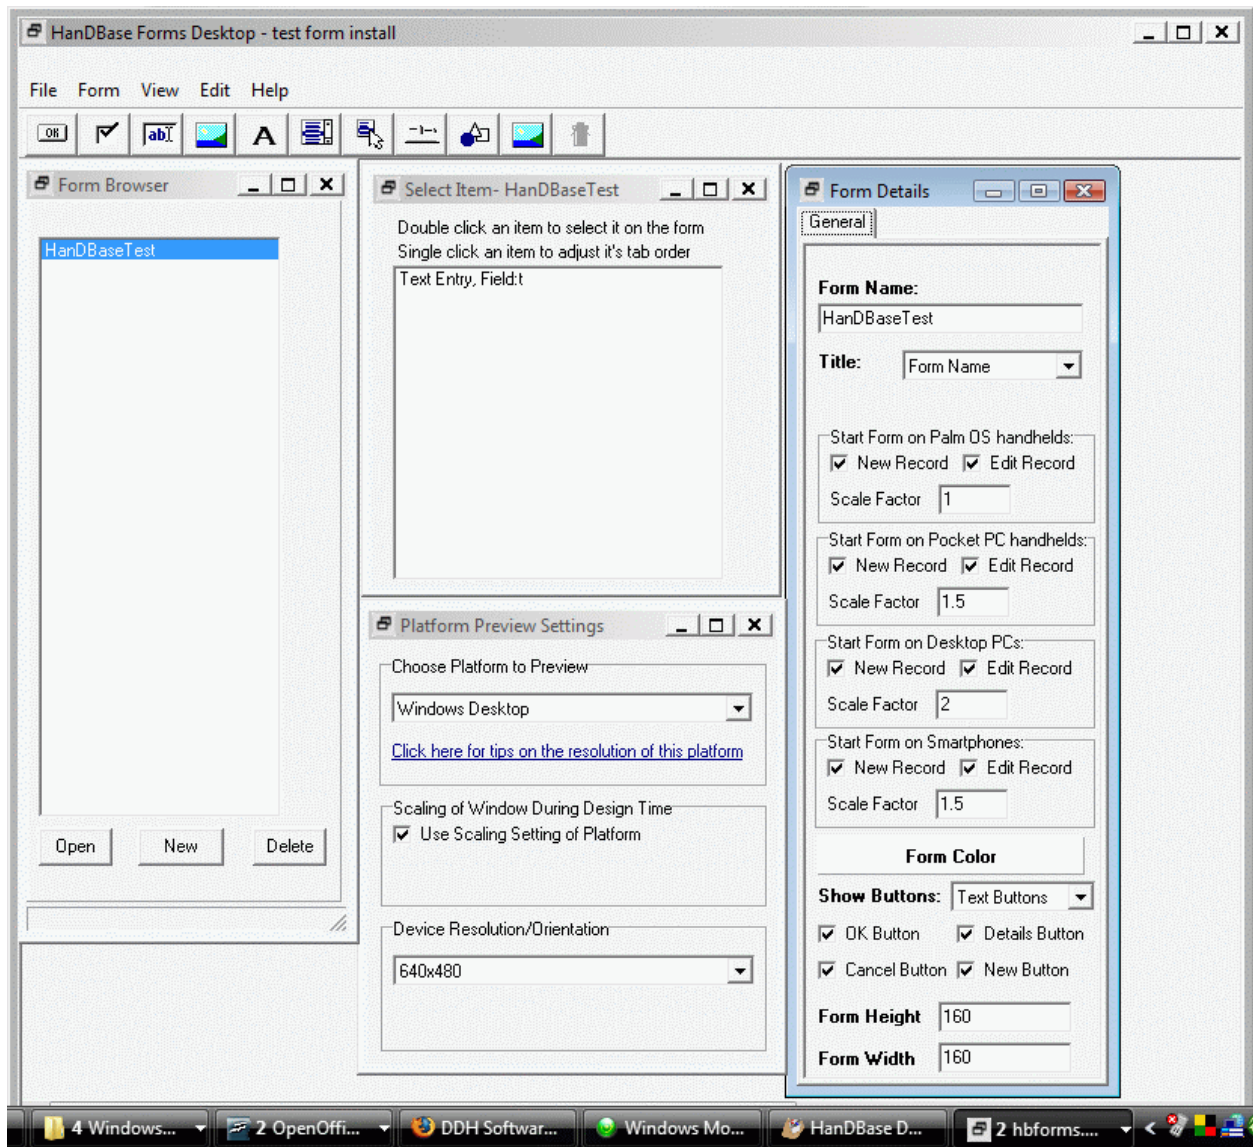 HanDBase Forms Desktop - test form install
File Form View Edit Help
OK ab A
Form Browser
HanDBaseTest
Open New Delete
Select Item- HanDBaseTest
Double click an item to select it on the form
Single click an item to adjust it's tab order
Text Entry, Field:t
Platform Preview Settings
Choose Platform to Preview
Windows Desktop
Click here for tips on the resolution of this platform
Scaling of Window During Design Time
Use Scaling Setting of Platform
Device Resolution/Orientation
640x480
Form Details
General
Form Name:
HanDBaseTest
Title: Form Name
Start Form on Palm OS handhelds:
New Record Edit Record
Scale Factor 1
Start Form on Pocket PC handhelds:
New Record Edit Record
Scale Factor 1.5
Start Form on Desktop PCs:
New Record Edit Record
Scale Factor 2
Start Form on Smartphones:
New Record Edit Record
Scale Factor 1.5
Form Color
Show Buttons: Text Buttons
OK Button Details Button
Cancel Button New Button
Form Height 160
Form Width 160
4 Windows... 2 OpenOffi... DDH Softwar... Windows Mo... HanDBase D... 2 hbforms.... <